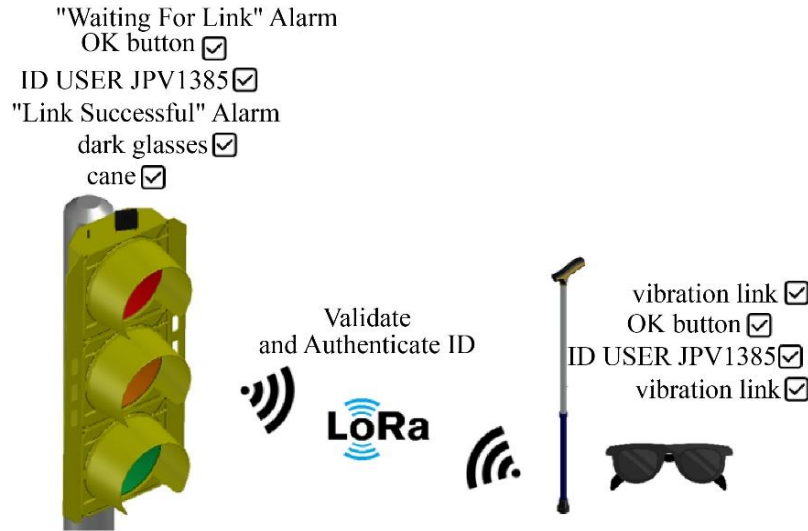 "Waiting For Link" Alarm
OK button
ID USER JPV1385
"Link Successful" Alarm
dark glasses
cane
Validate
and Authenticate ID
LoRa
vibration link
OK button
ID USER JPV1385
vibration link